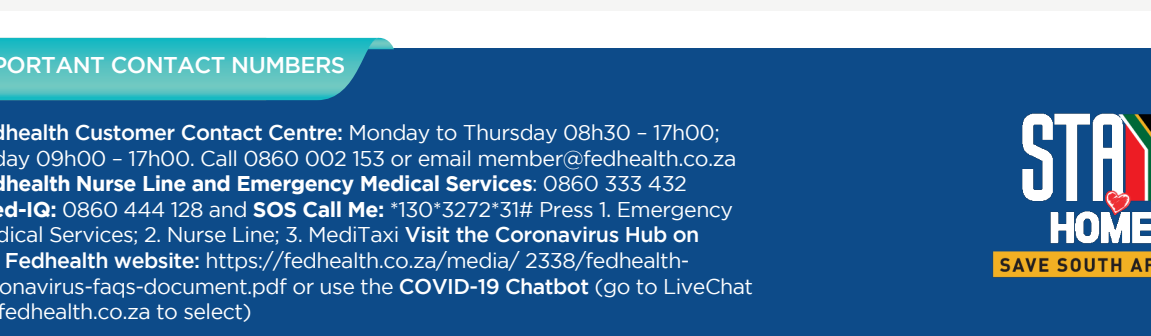 PORTANT CONTACT NUMBERS
dhealth Customer Contact Centre: Monday to Thursday 08h30 – 17h00;
day 09h00 – 17h00. Call 0860 002 153 or email member@fedhealth.co.za
dhealth Nurse Line and Emergency Medical Services: 0860 333 432
ed-IQ: 0860 444 128 and SOS Call Me: *130*3272*31# Press 1. Emergency
dical Services; 2. Nurse Line; 3. MediTaxi Visit the Coronavirus Hub on
Fedhealth website: https://fedhealth.co.za/media/ 2338/fedhealth-
onavirus-faqs-document.pdf or use the COVID-19 Chatbot (go to LiveChat
fedhealth.co.za to select)
STAY
HOME
SAVE SOUTH AF